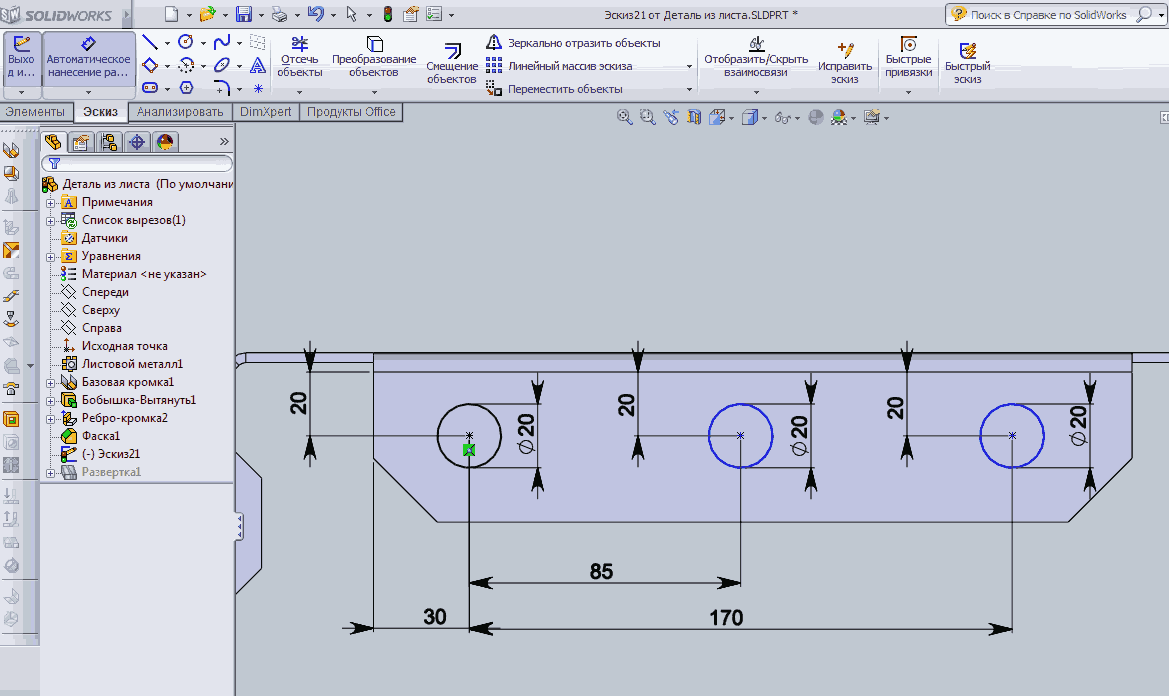 SOLIDWORKS
Эскиз21 от Деталь из листа.SLDPRT *
Поиск в Справке по SolidWorks
Выхо
д и...
Автоматическое
нанесение ра...
Отсечь
объекты
Преобразование
объектов
Смещение
объектов
Зеркально отразить объекты
Линейный массив эскиза
Переместить объекты
Отобразить/Скрыть
взаимосвязи
Исправить
эскиз
Быстрые
привязки
Быстрый
эскиз
Элементы
Эскиз
Анализировать
DimXpert
Продукты Office
Деталь из листа (По умолчани
Примечания
Список вырезов(1)
Датчики
Уравнения
Материал <не указан>
Спереди
Сверху
Справа
Исходная точка
Листовой металл1
Базовая кромка1
Бобышка-Вытянуть1
Ребро-кромка2
Фаска1
(-) Эскиз21
Развертка1
20
⌀20
20
⌀20
20
⌀20
85
30
170